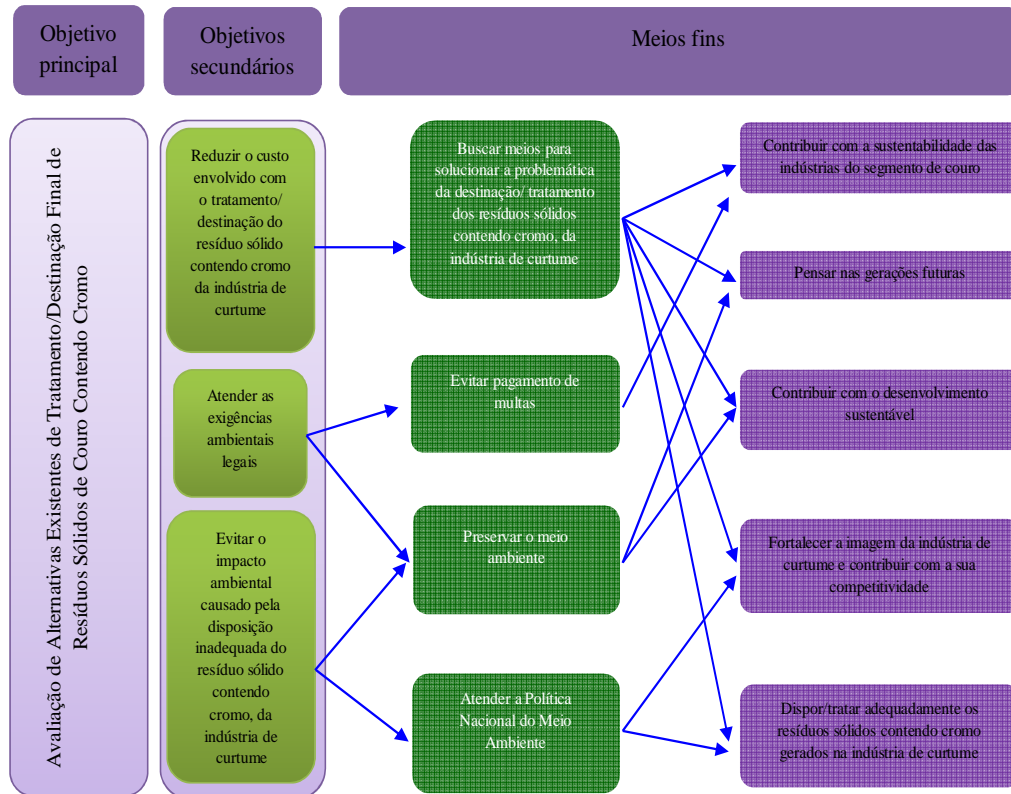 Objetivo
principal
Objetivos
secundários
Meios fins
Avaliação de Alternativas Existentes de Tratamento/Destinação Final de
Resíduos Sólidos de Couro Contendo Cromo
Reduzir o custo
envolvido com
o tratamento/
destinação do
resíduo sólido
contendo cromo
da indústria de
curtume
Atender as
exigências
ambientais
legais
Evitar o
impacto
ambiental
causado pela
disposição
inadequada do
resíduo sólido
contendo
cromo, da
indústria de
curtume
Buscar meios para
solucionar a problemática
da destinação/ tratamento
dos resíduos sólidos
contendo cromo, da
indústria de curtume
Evitar pagamento de
multas
Preservar o meio
ambiente
Atender a Política
Nacional do Meio
Ambiente
Contribuir com a sustentabilidade das
indústrias do segmento de couro
Pensar nas gerações futuras
Contribuir com o desenvolvimento
sustentável
Fortalecer a imagem da indústria de
curtume e contribuir com a sua
competitividade
Dispor/tratar adequadamente os
resíduos sólidos contendo cromo
gerados na indústria de curtume